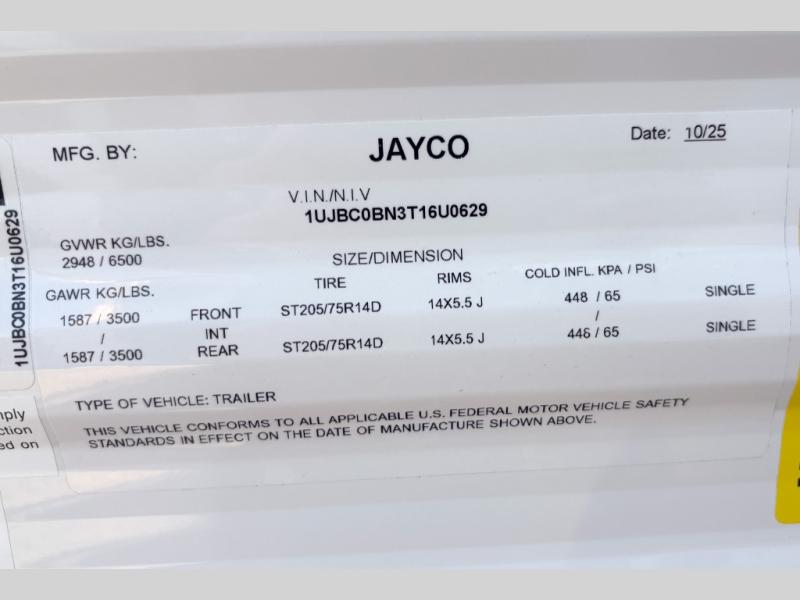 MFG. BY:
JAYCO
Date: 10/25
V.I.N./N.I.V
1UJBC0BN3T16U0629
GVWR KG/LBS.
2948 / 6500
SIZE/DIMENSION
GAWR KG/LBS.
TIRE
RIMS
COLD INFL. KPA / PSI
1587 / 3500
FRONT
ST205/75R14D
14X5.5 J
448 / 65
SINGLE
/
INT
/
1587 / 3500
REAR
ST205/75R14D
14X5.5 J
448 / 65
SINGLE
TYPE OF VEHICLE: TRAILER
THIS VEHICLE CONFORMS TO ALL APPLICABLE U.S. FEDERAL MOTOR VEHICLE SAFETY
STANDARDS IN EFFECT ON THE DATE OF MANUFACTURE SHOWN ABOVE.
1UJBC0BN3T16U0629
ed on